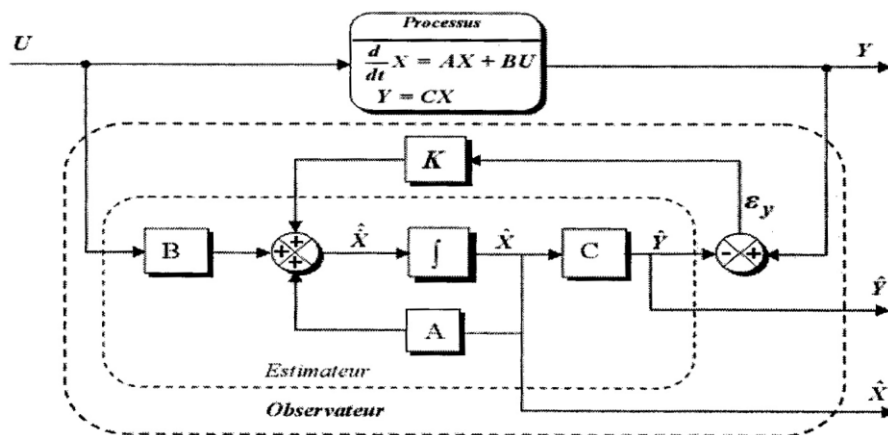 Processus
U
d/dt X = AX + BU
Y
Y = CX
K
ε_y
B
+
+
+
+
X̂̇
∫
X̂
C
Ŷ
-
+
Ŷ
A
Estimateur
Observateur
X̂